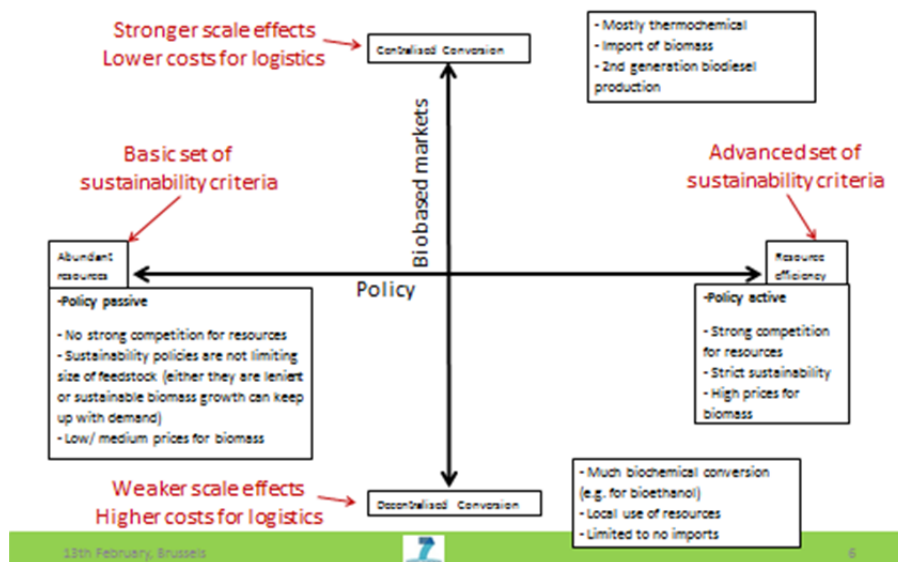 Stronger scale effects
Lower costs for logistics
Centralised Conversion
- Mostly thermochemical
- Import of biomass
- 2nd generation biodiesel
production
Basic set of
sustainability criteria
Biobased markets
Advanced set of
sustainability criteria
Abundant
resources
Policy
Resource
efficiency
-Policy passive
- No strong competition for resources
- Sustainability policies are not limiting
size of feedstock (either they are lenient
or sustainable biomass growth can keep
up with demand)
- Low/ medium prices for biomass
-Policy active
- Strong competition
for resources
- Strict sustainability
- High prices for
biomass
Weaker scale effects
Higher costs for logistics
Decentralised Conversion
- Much biochemical conversion
(e.g. for bioethanol)
- Local use of resources
- Limited to no imports
13th February, Brussels
7
6